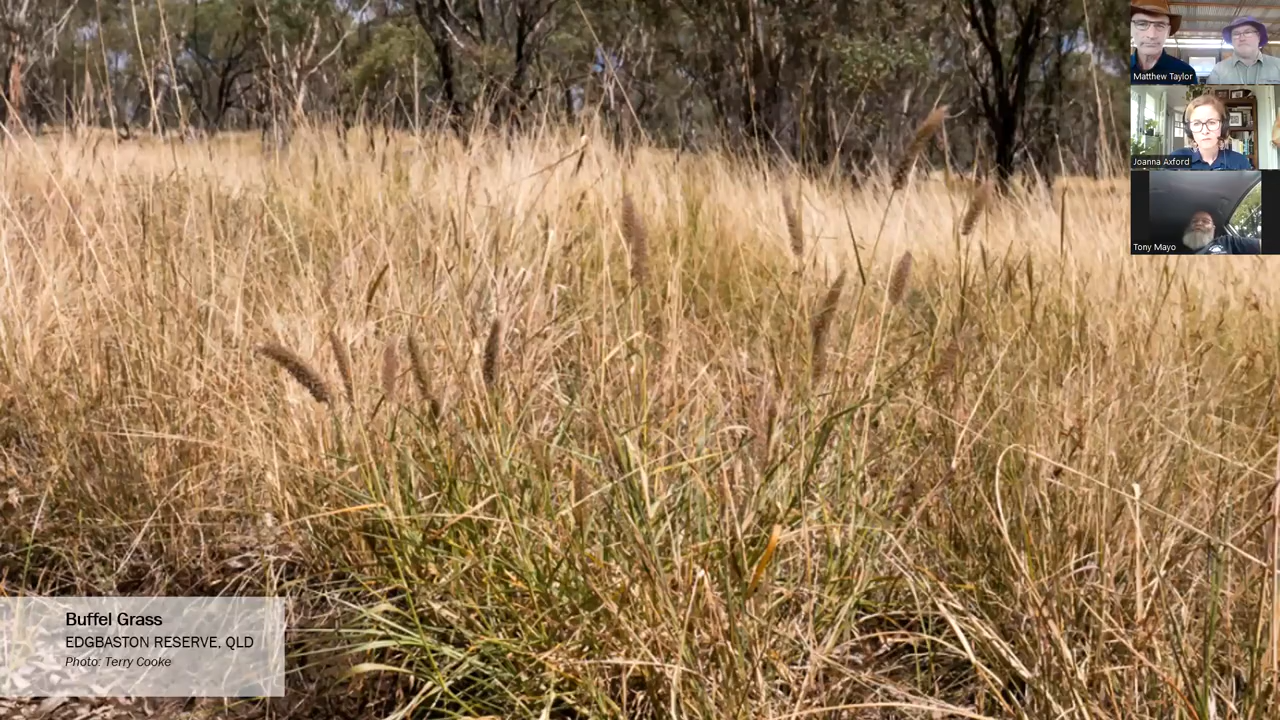 Matthew Taylor
Joanna Axford
Tony Mayo
Buffel Grass
EDGBASTON RESERVE, QLD
Photo: Terry Cooke